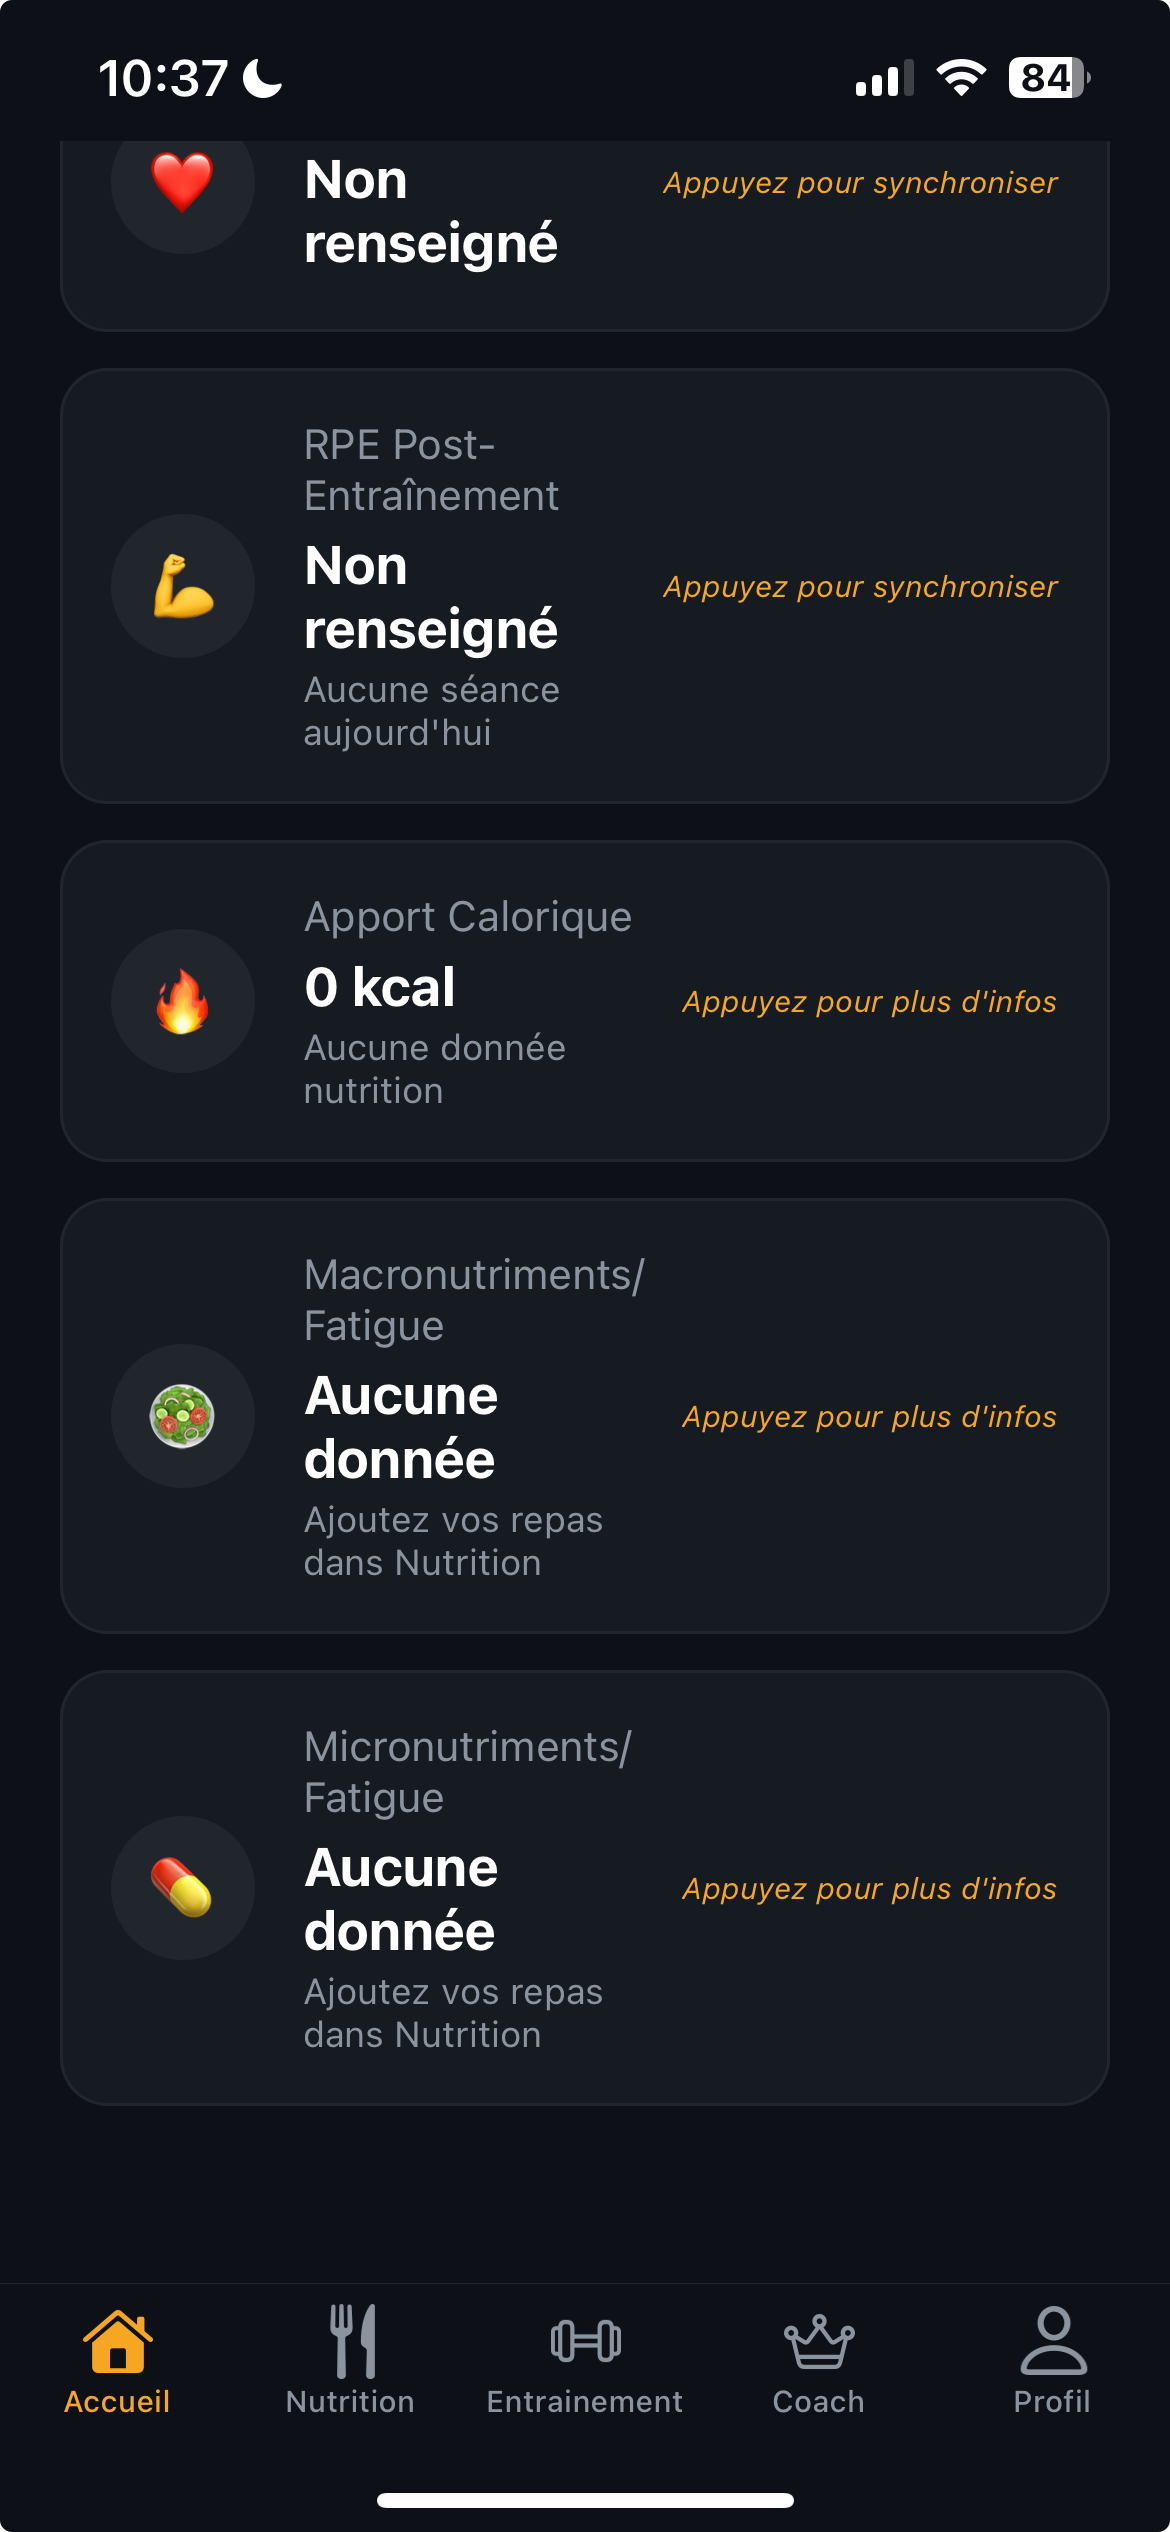 10:37
84
Non
renseigné
Appuyez pour synchroniser
RPE Post-
Entraînement
Non
renseigné
Aucune séance
aujourd'hui
Appuyez pour synchroniser
Apport Calorique
0 kcal
Aucune donnée
nutrition
Appuyez pour plus d'infos
Macronutriments/
Fatigue
Aucune
donnée
Ajoutez vos repas
dans Nutrition
Appuyez pour plus d'infos
Micronutriments/
Fatigue
Aucune
donnée
Ajoutez vos repas
dans Nutrition
Appuyez pour plus d'infos
Accueil
Nutrition
Entrainement
Coach
Profil